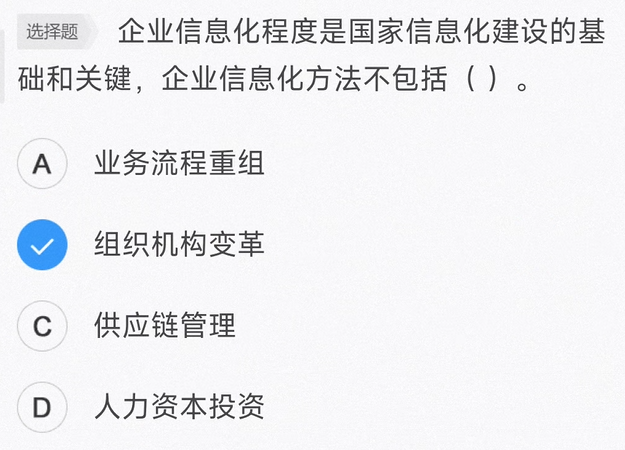 选择题 企业信息化程度是国家信息化建设的基
础和关键，企业信息化方法不包括（ ）。
A 业务流程重组
组织机构变革
C 供应链管理
D 人力资本投资